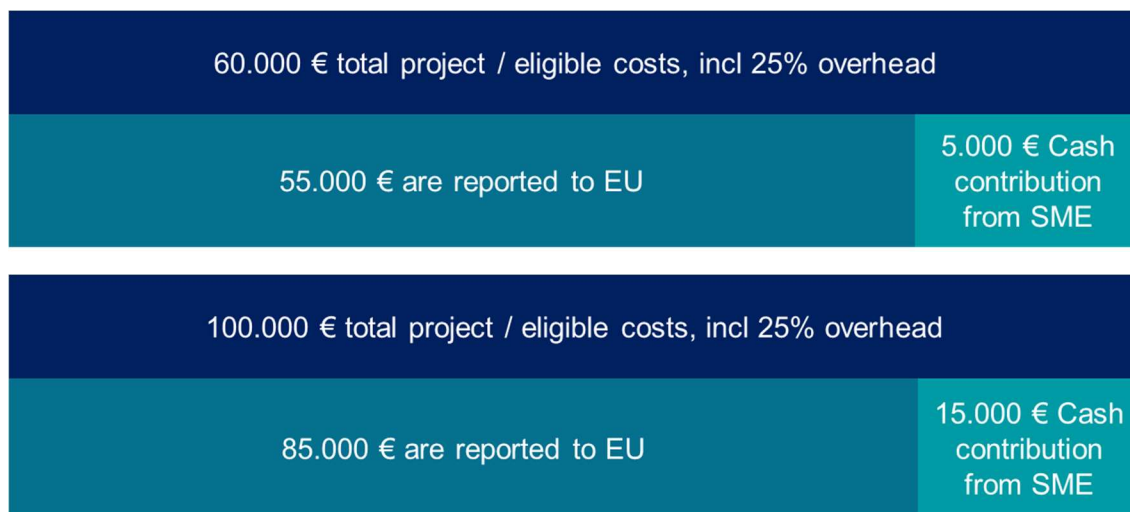 60.000 € total project / eligible costs, incl 25% overhead
55.000 € are reported to EU
5.000 € Cash
contribution
from SME
100.000 € total project / eligible costs, incl 25% overhead
85.000 € are reported to EU
15.000 € Cash
contribution
from SME